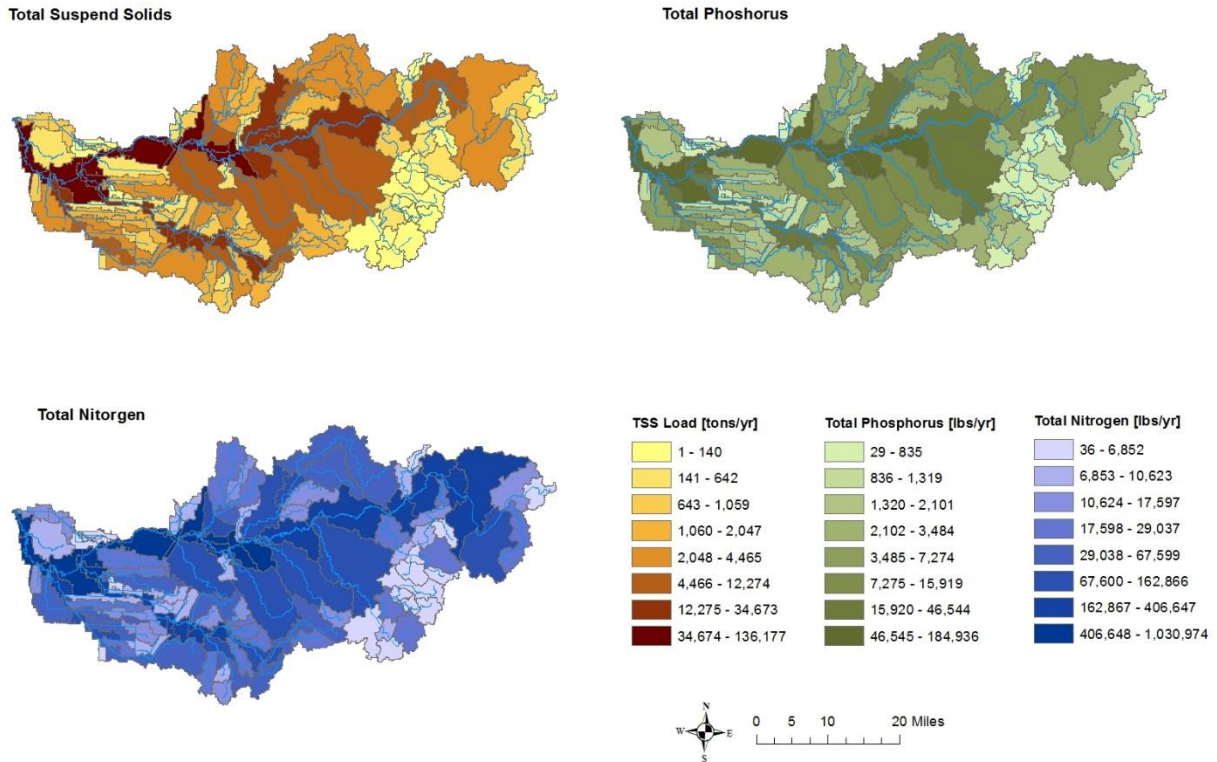 Total Suspend Solids
Total Phoshorus
Total Nitorgen
TSS Load [tons/yr]
1 - 140
141 - 642
643 - 1,059
1,060 - 2,047
2,048 - 4,465
4,466 - 12,274
12,275 - 34,673
34,674 - 136,177
Total Phosphorus [lbs/yr]
29 - 835
836 - 1,319
1,320 - 2,101
2,102 - 3,484
3,485 - 7,274
7,275 - 15,919
15,920 - 46,544
46,545 - 184,936
Total Nitrogen [lbs/yr]
36 - 6,852
6,853 - 10,623
10,624 - 17,597
17,598 - 29,037
29,038 - 67,599
67,600 - 162,866
162,867 - 406,647
406,648 - 1,030,974
N
W E
S
0 5 10 20 Miles